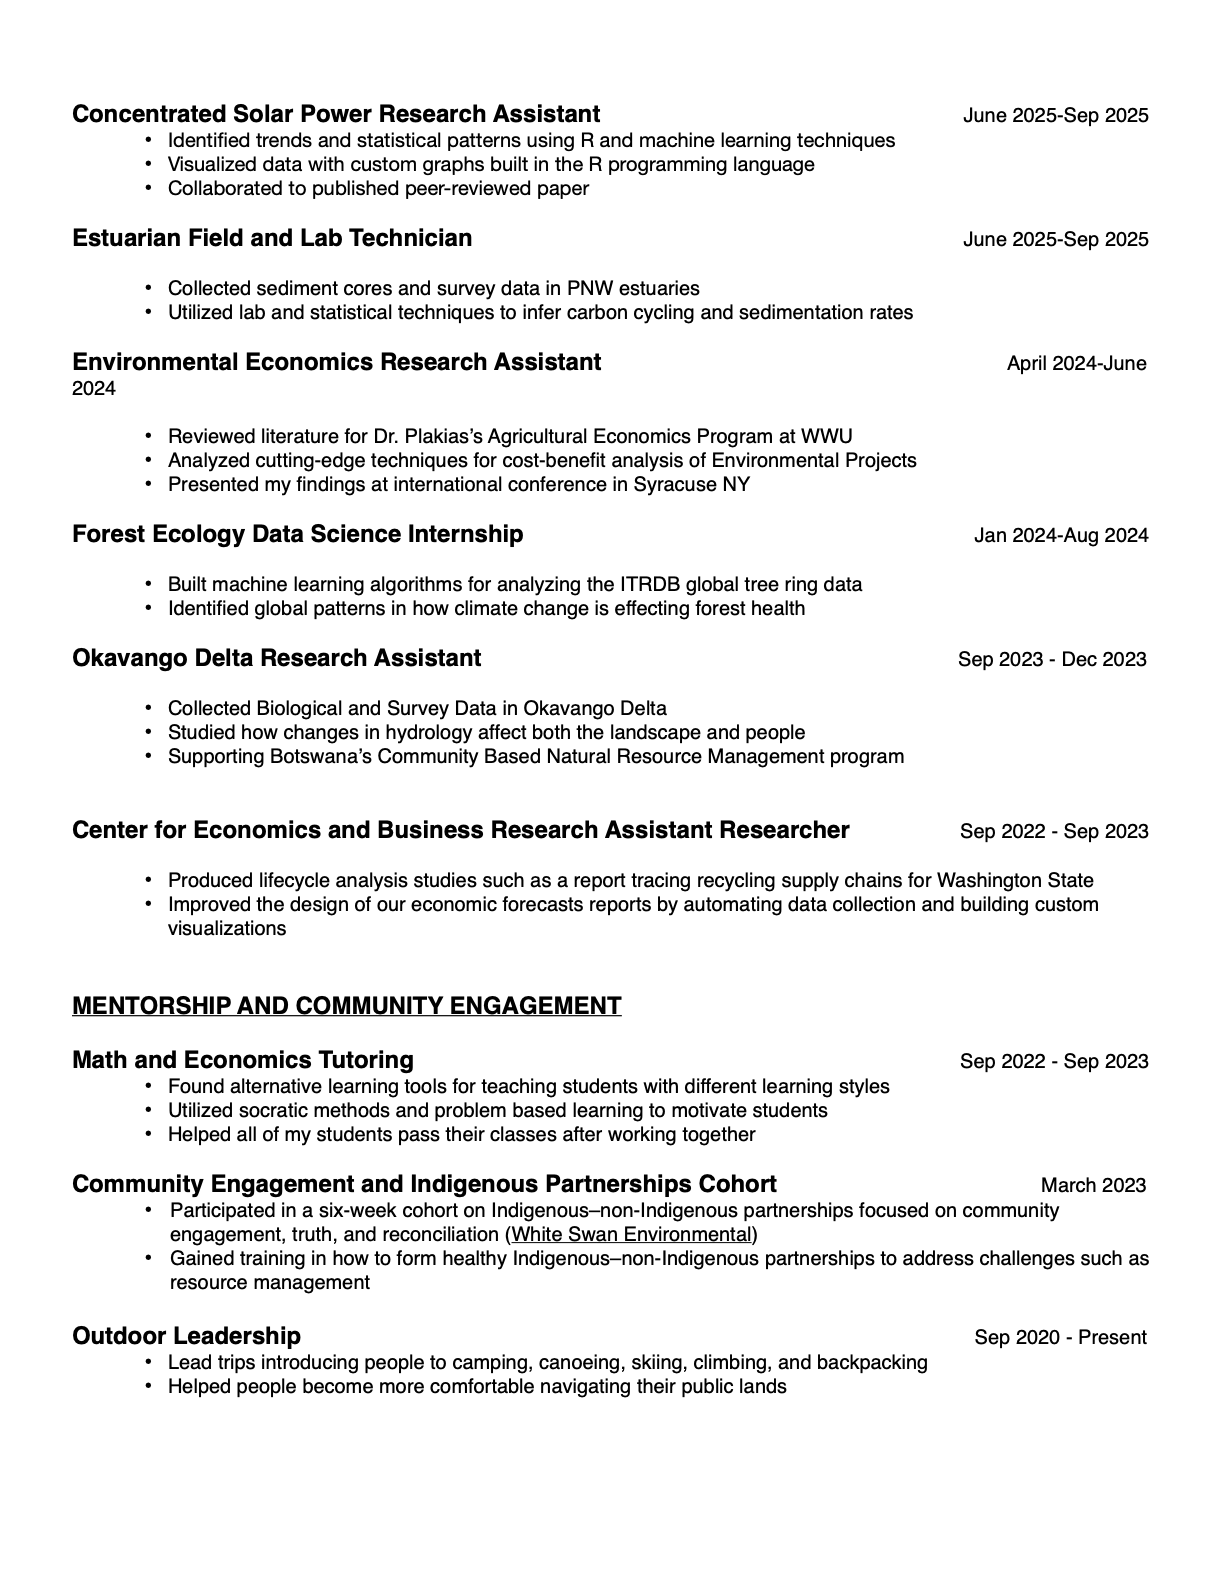 Concentrated Solar Power Research Assistant June 2025-Sep 2025
• Identified trends and statistical patterns using R and machine learning techniques
• Visualized data with custom graphs built in the R programming language
• Collaborated to published peer-reviewed paper
Estuarian Field and Lab Technician June 2025-Sep 2025
• Collected sediment cores and survey data in PNW estuaries
• Utilized lab and statistical techniques to infer carbon cycling and sedimentation rates
Environmental Economics Research Assistant April 2024-June
2024
• Reviewed literature for Dr. Plakias’s Agricultural Economics Program at WWU
• Analyzed cutting-edge techniques for cost-benefit analysis of Environmental Projects
• Presented my findings at international conference in Syracuse NY
Forest Ecology Data Science Internship Jan 2024-Aug 2024
• Built machine learning algorithms for analyzing the ITRDB global tree ring data
• Identified global patterns in how climate change is effecting forest health
Okavango Delta Research Assistant Sep 2023 - Dec 2023
• Collected Biological and Survey Data in Okavango Delta
• Studied how changes in hydrology affect both the landscape and people
• Supporting Botswana’s Community Based Natural Resource Management program
Center for Economics and Business Research Assistant Researcher Sep 2022 - Sep 2023
• Produced lifecycle analysis studies such as a report tracing recycling supply chains for Washington State
• Improved the design of our economic forecasts reports by automating data collection and building custom
visualizations
MENTORSHIP AND COMMUNITY ENGAGEMENT
Math and Economics Tutoring Sep 2022 - Sep 2023
• Found alternative learning tools for teaching students with different learning styles
• Utilized socratic methods and problem based learning to motivate students
• Helped all of my students pass their classes after working together
Community Engagement and Indigenous Partnerships Cohort March 2023
• Participated in a six-week cohort on Indigenous–non-Indigenous partnerships focused on community
engagement, truth, and reconciliation (White Swan Environmental)
• Gained training in how to form healthy Indigenous–non-Indigenous partnerships to address challenges such as
resource management
Outdoor Leadership Sep 2020 - Present
• Lead trips introducing people to camping, canoeing, skiing, climbing, and backpacking
• Helped people become more comfortable navigating their public lands